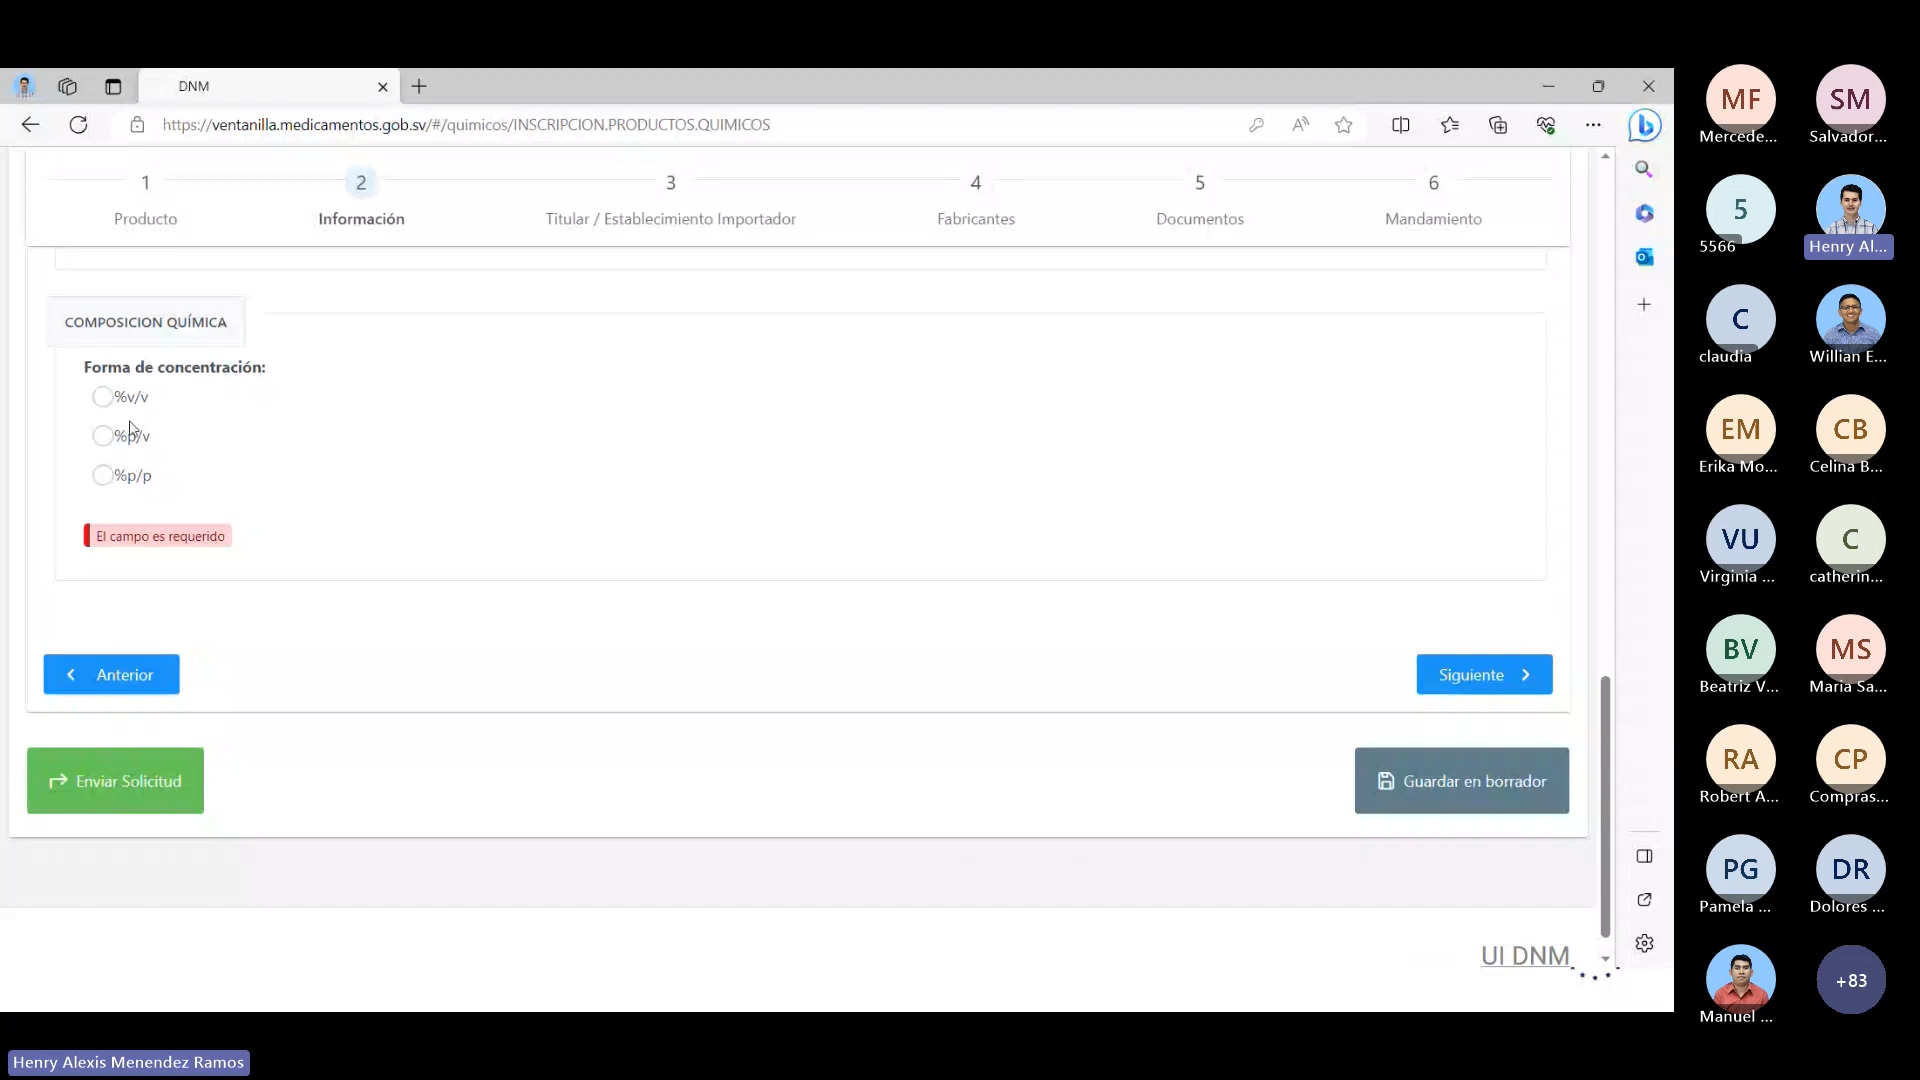 DNM
https://ventanilla.medicamentos.gob.sv/#/quimicos/INSCRIPCION.PRODUCTOS.QUIMICOS
1 2 3 4 5 6
Producto Información Titular / Establecimiento Importador Fabricantes Documentos Mandamiento
COMPOSICION QUÍMICA
Forma de concentración:
%v/v
%p/v
%p/p
El campo es requerido
Anterior
Siguiente
Enviar Solicitud
Guardar en borrador
UI DNM
MF SM
Mercede... Salvador...
5
5566 Henry Al...
C
claudia Willian E...
EM CB
Erika Mo... Celina B...
VU C
Virginia ... catherin...
BV MS
Beatriz V... Maria Sa...
RA CP
Robert A... Compras...
PG DR
Pamela ... Dolores ...
+83
Manuel ...
Henry Alexis Menendez Ramos